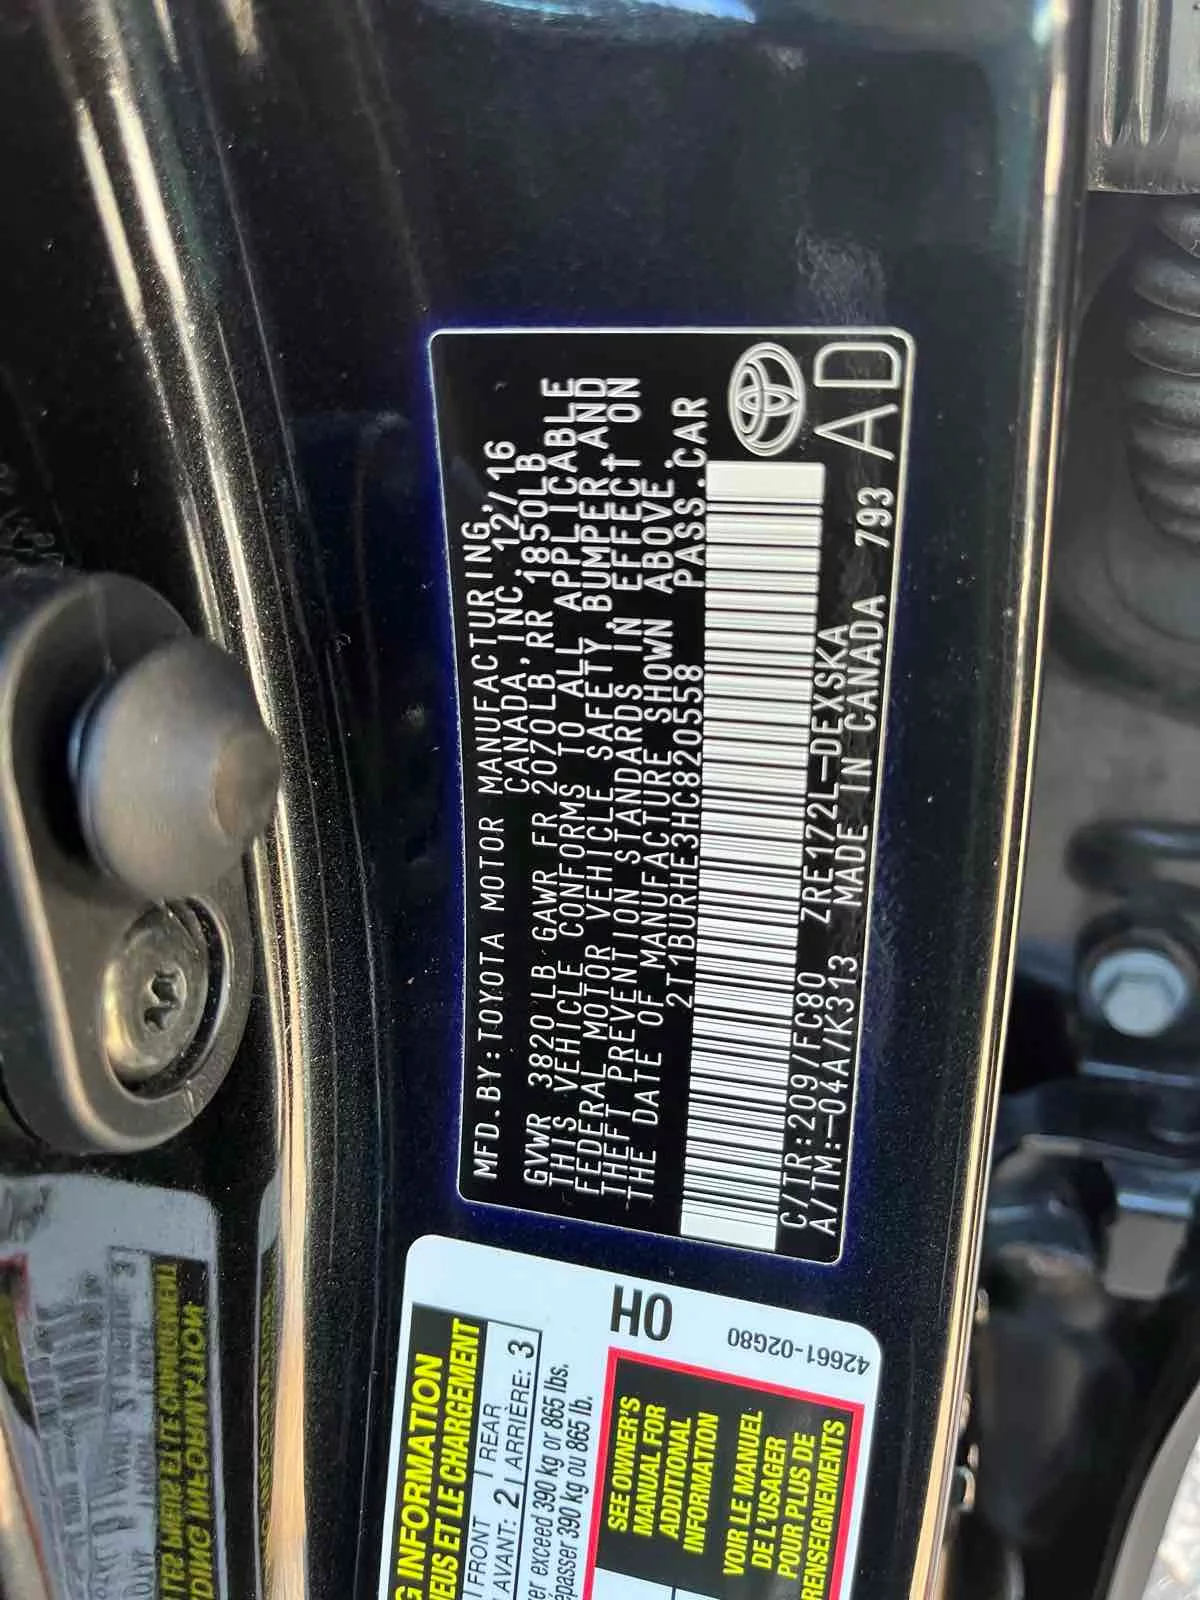 MFD.BY:TOYOTA MOTOR MANUFACTURING,
CANADA, INC. 12/16
GVWR 3820 LB GAWR FR 2070LB RR 1850LB
THIS VEHICLE CONFORMS TO ALL APPLICABLE
FEDERAL MOTOR VEHICLE SAFETY, BUMPER, AND
THEFT PREVENTION STANDARDS IN EFFECT ON
THE DATE OF MANUFACTURE SHOWN ABOVE.
2T1BURHE3HC820558 PASS.CAR
C/TR:209/FC80 ZRE172L-DEXSKA
A/TM:-04A/K313 MADE IN CANADA 793
AD
0H
42661-02G80
INFORMATION
ET LE CHARGEMENT
FRONT REAR
AVANT: 2 ARRIÈRE: 3
exceed 390 kg or 865 lbs.
390 kg ou 865 lb.
SEE OWNER'S
MANUAL FOR
ADDITIONAL
INFORMATION
VOIR LE MANUEL
DE L'USAGER
POUR PLUS DE
RENSEIGNEMENTS